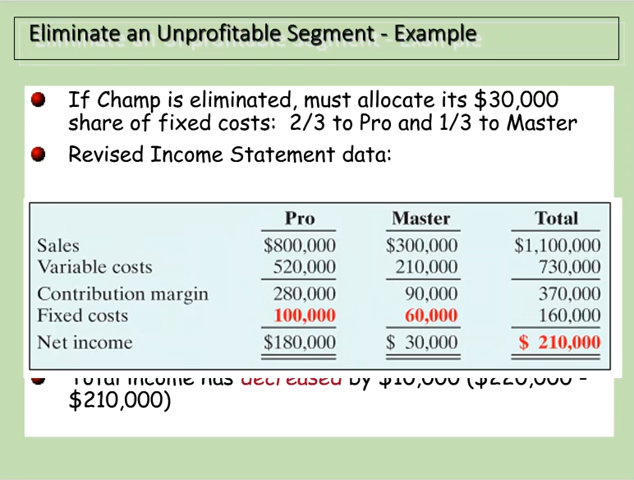 Eliminate an Unprofitable Segment - Example
If Champ is eliminated, must allocate its $30,000
share of fixed costs: 2/3 to Pro and 1/3 to Master
Revised Income Statement data:
Pro Master Total
Sales $800,000 $300,000 $1,100,000
Variable costs 520,000 210,000 730,000
Contribution margin 280,000 90,000 370,000
Fixed costs 100,000 60,000 160,000
Net income $180,000 $ 30,000 $ 210,000
Total income has decreased by $10,000 ($220,000 -
$210,000)